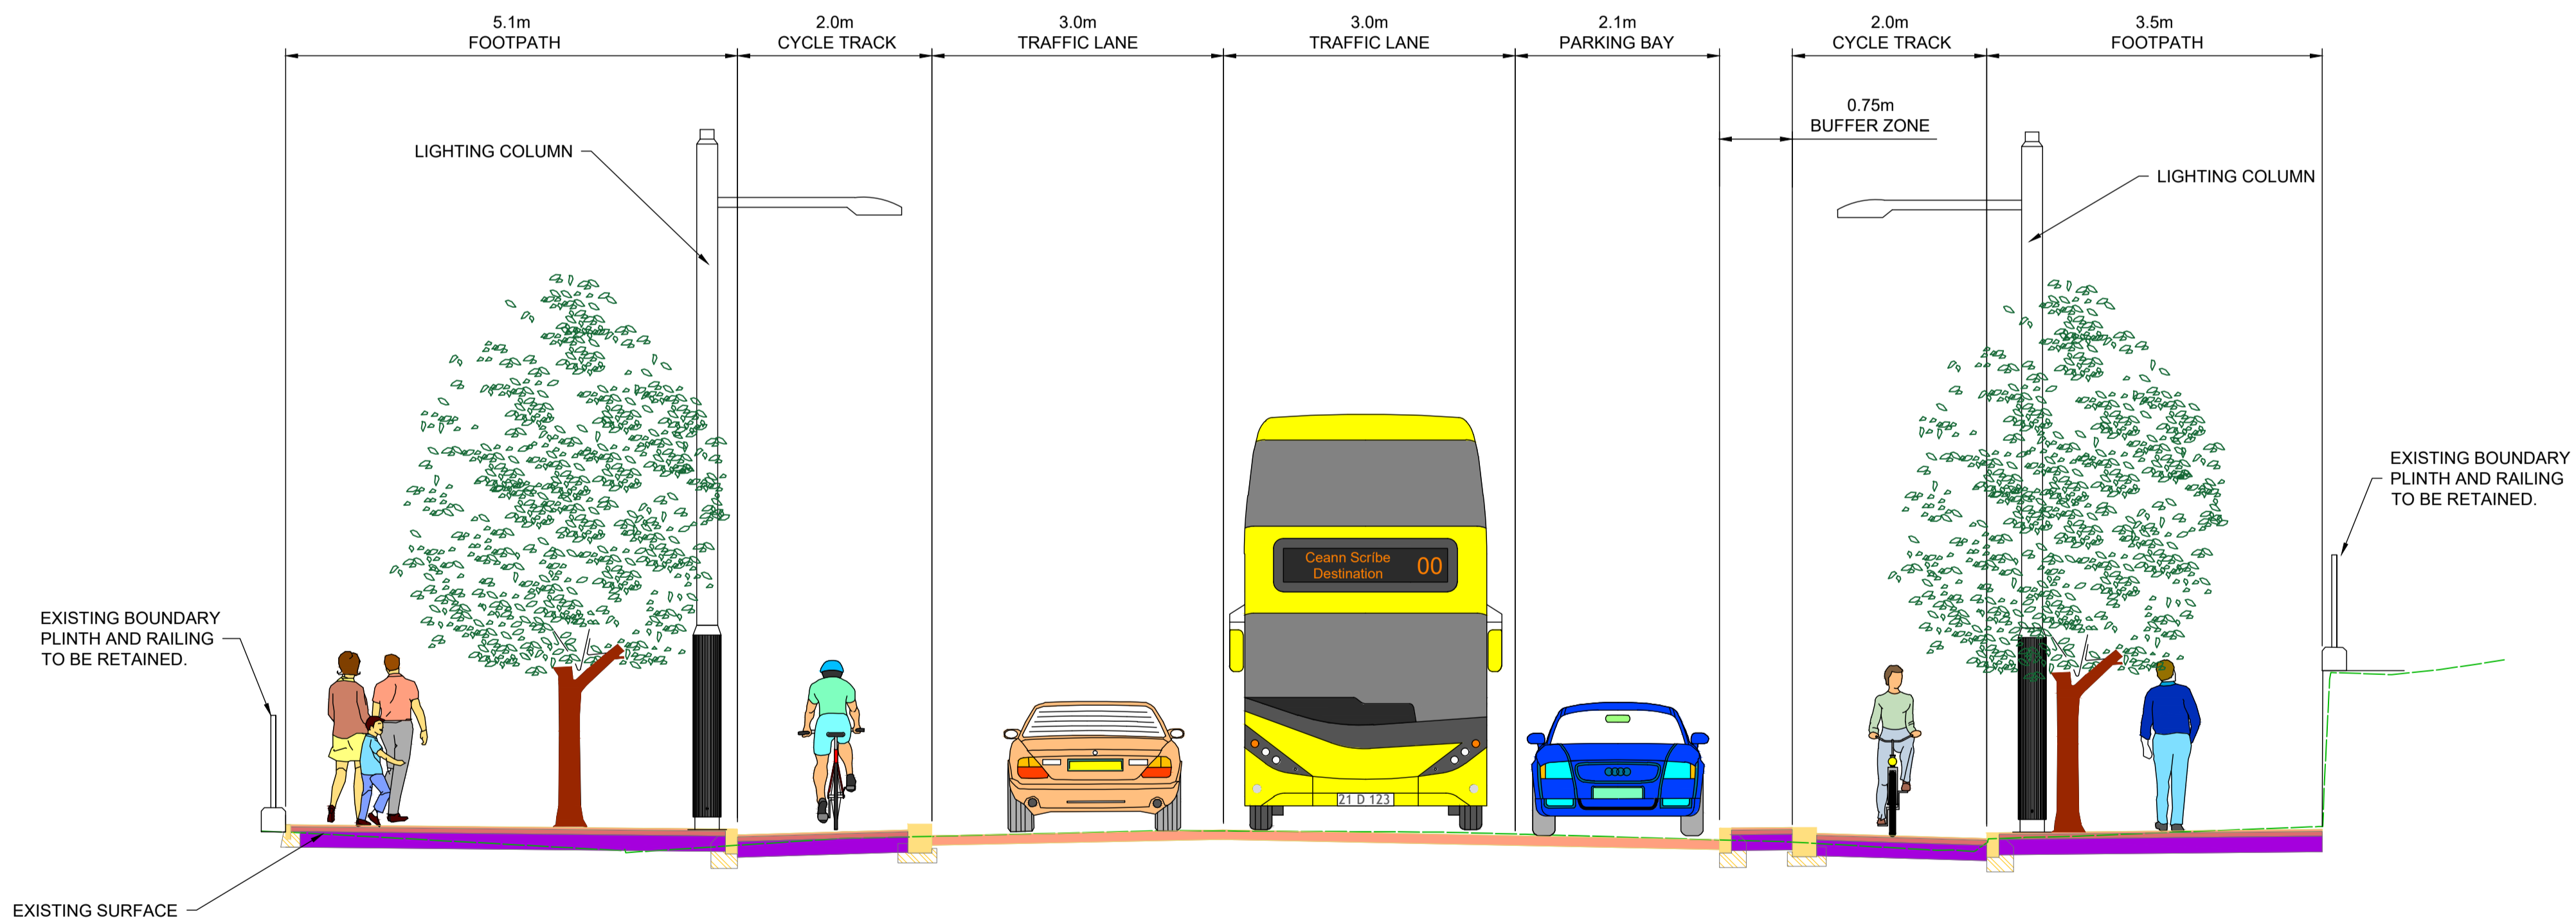 5.1m
FOOTPATH
2.0m
CYCLE TRACK
3.0m
TRAFFIC LANE
3.0m
TRAFFIC LANE
2.1m
PARKING BAY
2.0m
CYCLE TRACK
3.5m
FOOTPATH
0.75m
BUFFER ZONE
LIGHTING COLUMN
LIGHTING COLUMN
EXISTING BOUNDARY
PLINTH AND RAILING
TO BE RETAINED.
Ceann Scríbe
Destination
00
EXISTING BOUNDARY
PLINTH AND RAILING
TO BE RETAINED.
21 D 123
EXISTING SURFACE